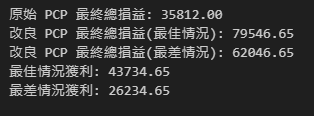 原始 PCP 最終總損益: 35812.00
改良 PCP 最終總損益(最佳情況): 79546.65
改良 PCP 最終總損益(最差情況): 62046.65
最佳情況獲利: 43734.65
最差情況獲利: 26234.65